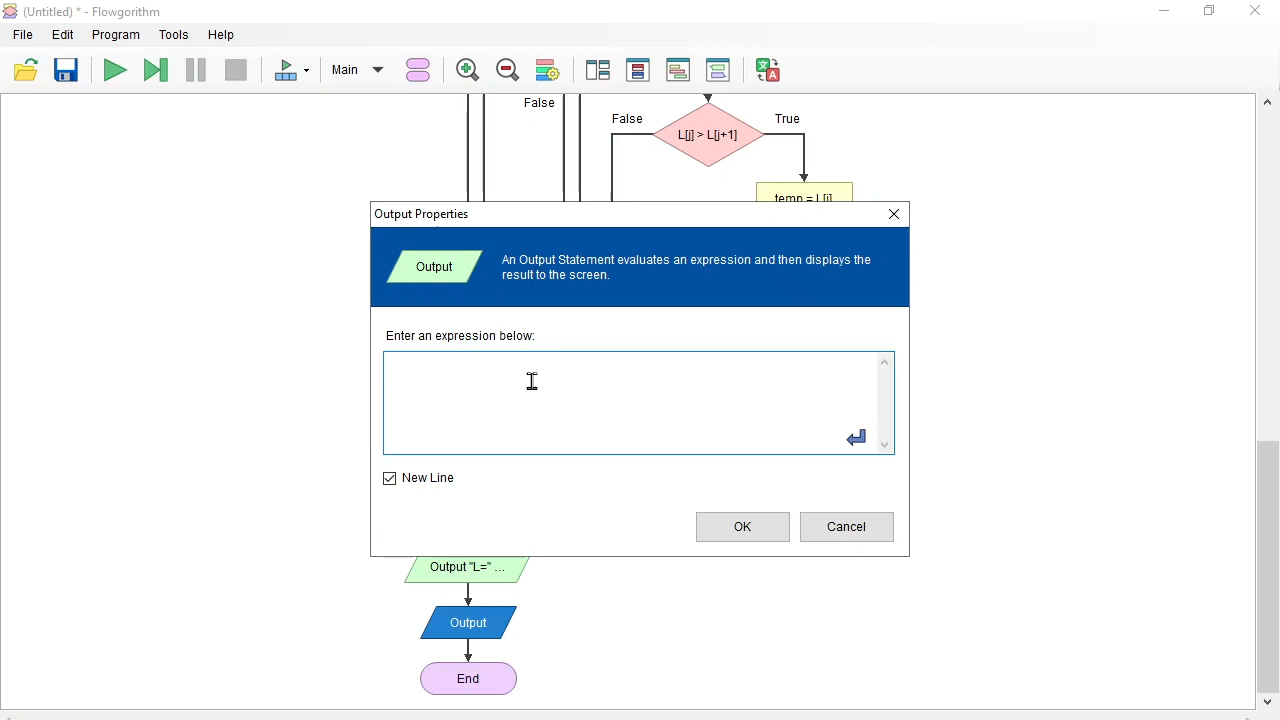 (Untitled) * - Flowgorithm
File Edit Program Tools Help
Main
False
False
L[j] > L[j+1]
True
temp = L[j]
Output Properties
Output
An Output Statement evaluates an expression and then displays the
result to the screen.
Enter an expression below:
New Line
OK Cancel
Output "L=" ...
Output
End